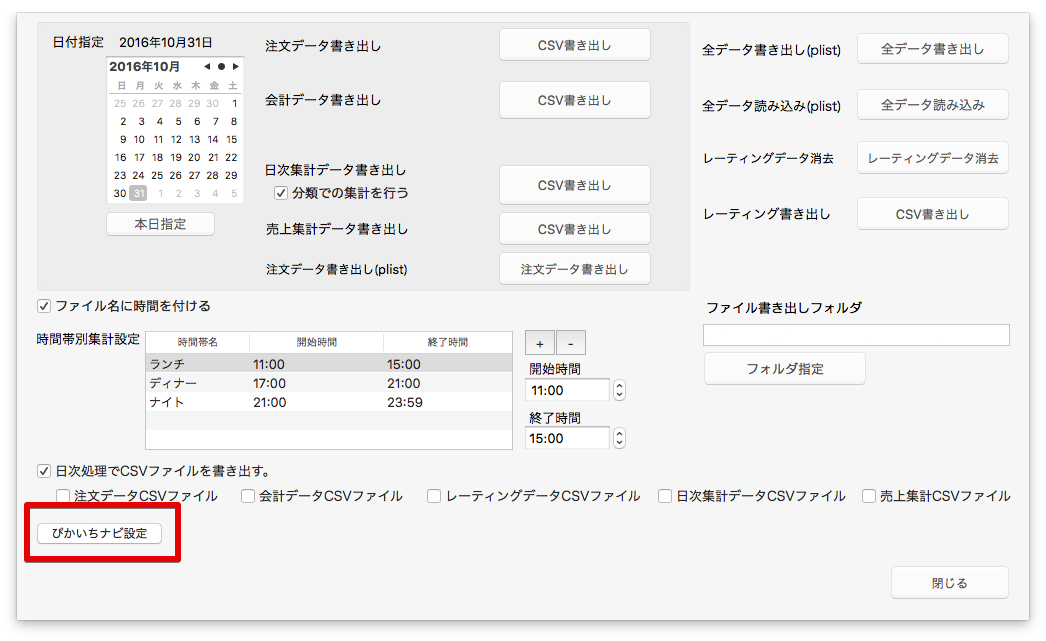 日付指定 2016年10月31日
2016年10月 ◀ ● ▶
日 月 火 水 木 金 土
25 26 27 28 29 30 1
2 3 4 5 6 7 8
9 10 11 12 13 14 15
16 17 18 19 20 21 22
23 24 25 26 27 28 29
30 31 1 2 3 4 5
本日指定
注文データ書き出し CSV書き出し
会計データ書き出し CSV書き出し
日次集計データ書き出し
分類での集計を行う
CSV書き出し
売上集計データ書き出し CSV書き出し
注文データ書き出し(plist) 注文データ書き出し
全データ書き出し(plist) 全データ書き出し
全データ読み込み(plist) 全データ読み込み
レーティングデータ消去 レーティングデータ消去
レーティング書き出し CSV書き出し
ファイル名に時間を付ける
時間帯別集計設定
時間帯名 開始時間 終了時間
ランチ 11:00 15:00
ディナー 17:00 21:00
ナイト 21:00 23:59
+ -
開始時間
11:00
終了時間
15:00
ファイル書き出しフォルダ
フォルダ指定
日次処理でCSVファイルを書き出す。
注文データCSVファイル 会計データCSVファイル レーティングデータCSVファイル 日次集計データCSVファイル 売上集計CSVファイル
ぴかいちナビ設定
閉じる